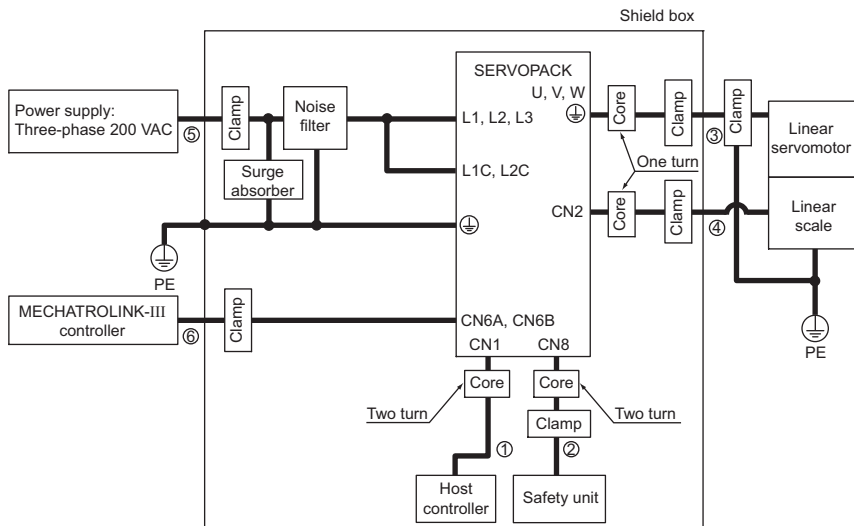 Shield box
SERVOPACK
U, V, W
Power supply:
Three-phase 200 VAC
⑤
Clamp
Noise
filter
L1, L2, L3
Core
Clamp
③
Clamp
Linear
servomotor
Surge
absorber
L1C, L2C
One turn
CN2
Core
Clamp
④
Linear
scale
PE
MECHATROLINK-III
controller
⑥
Clamp
CN6A, CN6B
CN1
CN8
PE
Core
Core
Two turn
Two turn
Clamp
①
②
Host
controller
Safety unit